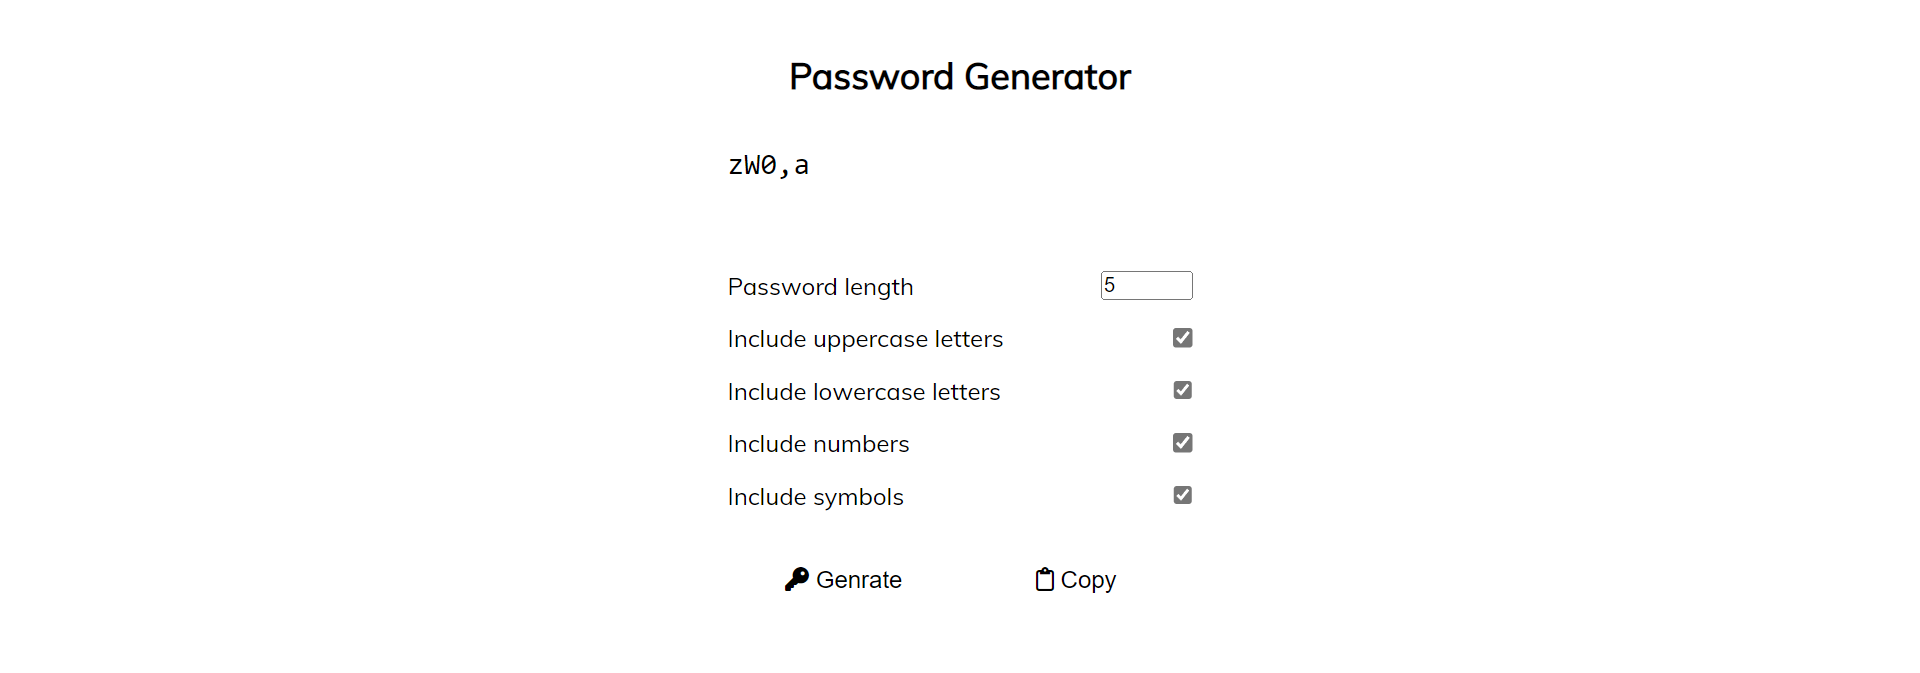 Password Generator
zW0,a
Password length 5
Include uppercase letters
Include lowercase letters
Include numbers
Include symbols
Genrate Copy